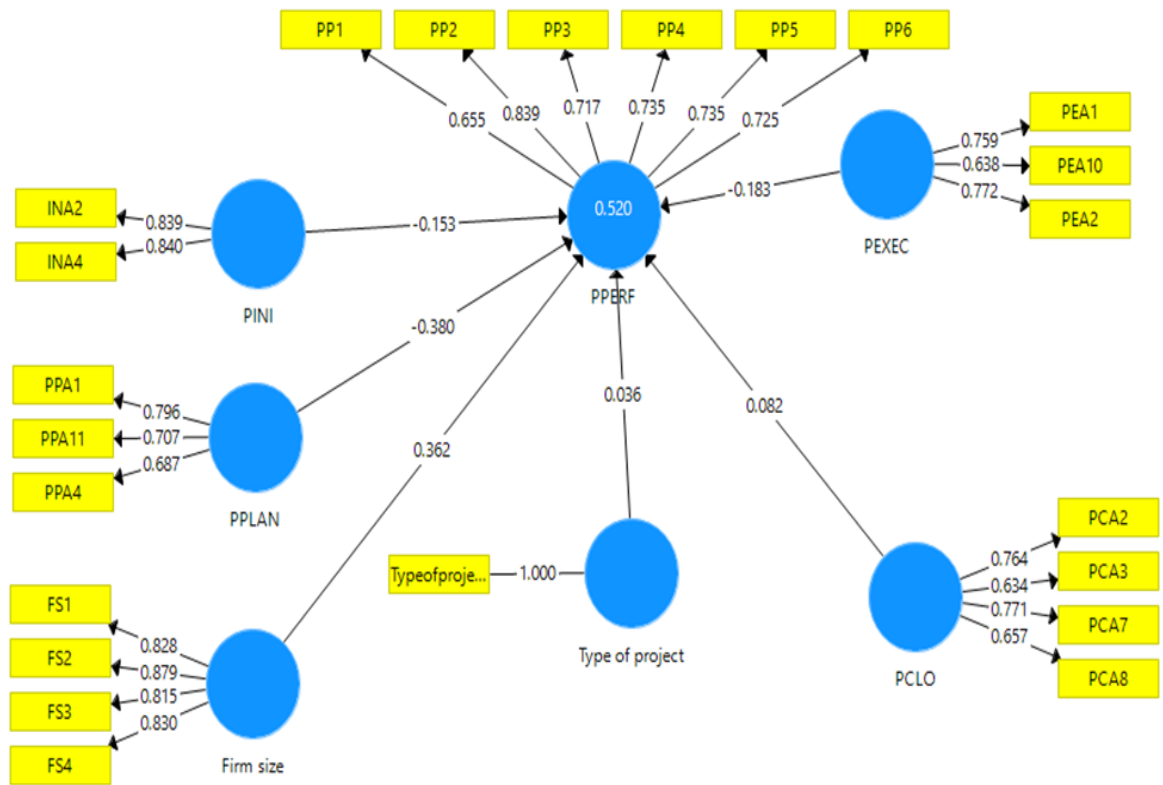 PP1 PP2 PP3 PP4 PP5 PP6
0.655 0.839 0.717 0.735 0.735 0.725
PEA1
PEA10
PEA2
0.759
0.638
0.772
PEXEC
-0.183
0.520
PPERF
INA2
INA4
0.839
0.840
PINI
-0.153
PPA1
PPA11
PPA4
0.796
0.707
0.687
PPLAN
-0.380
FS1
FS2
FS3
FS4
0.828
0.879
0.815
0.830
Firm size
0.362
Typeofproje...
1.000
Type of project
0.036
0.082
PCLO
0.764
0.634
0.771
0.657
PCA2
PCA3
PCA7
PCA8